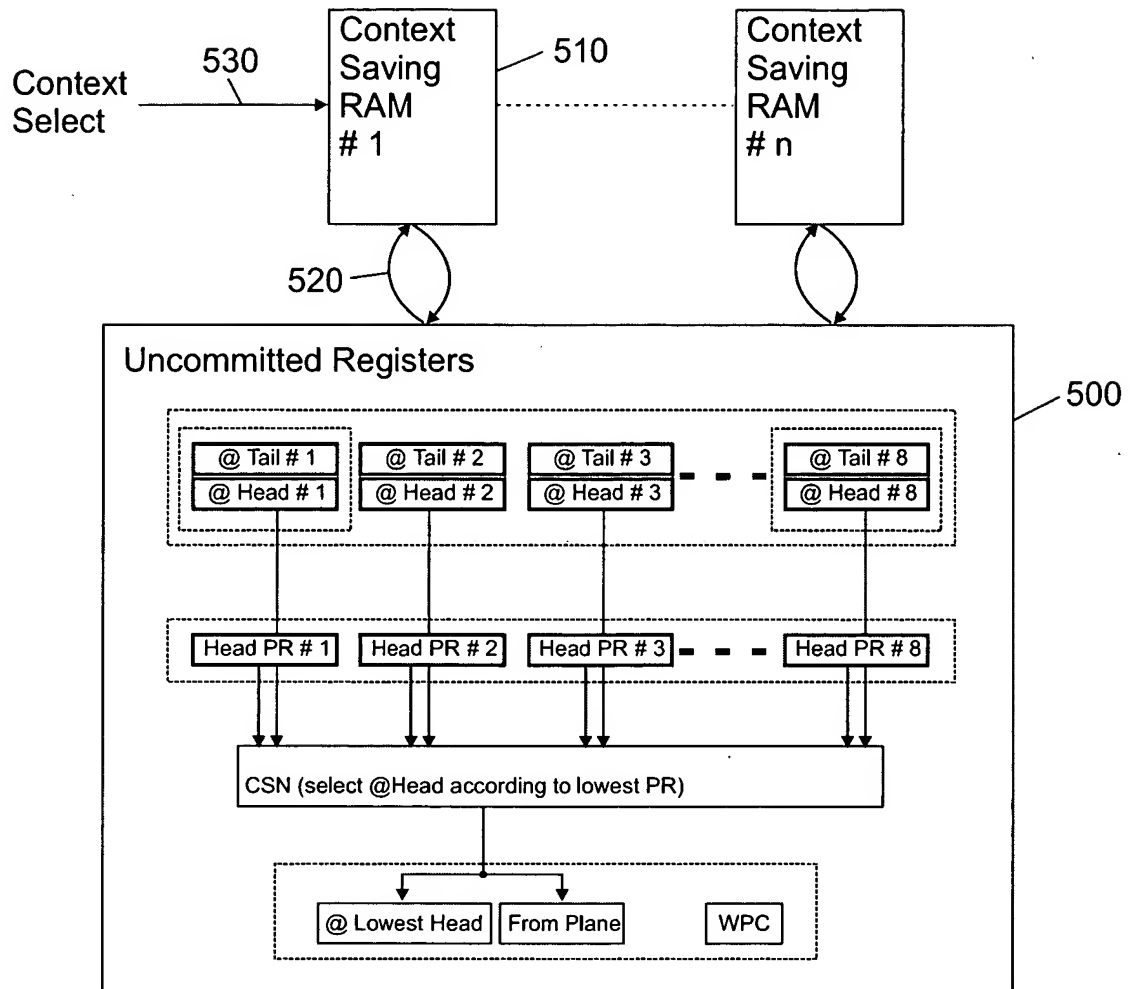 Context
Saving
RAM
# 1
510
Context
Saving
RAM
# n
530
Context
Select
520
Uncommitted Registers
500
@ Tail # 1
@ Tail # 2
@ Tail # 3
@ Tail # 8
@ Head # 1
@ Head # 2
@ Head # 3
@ Head # 8
Head PR # 1
Head PR # 2
Head PR # 3
Head PR # 8
CSN (select @Head according to lowest PR)
@ Lowest Head
From Plane
WPC